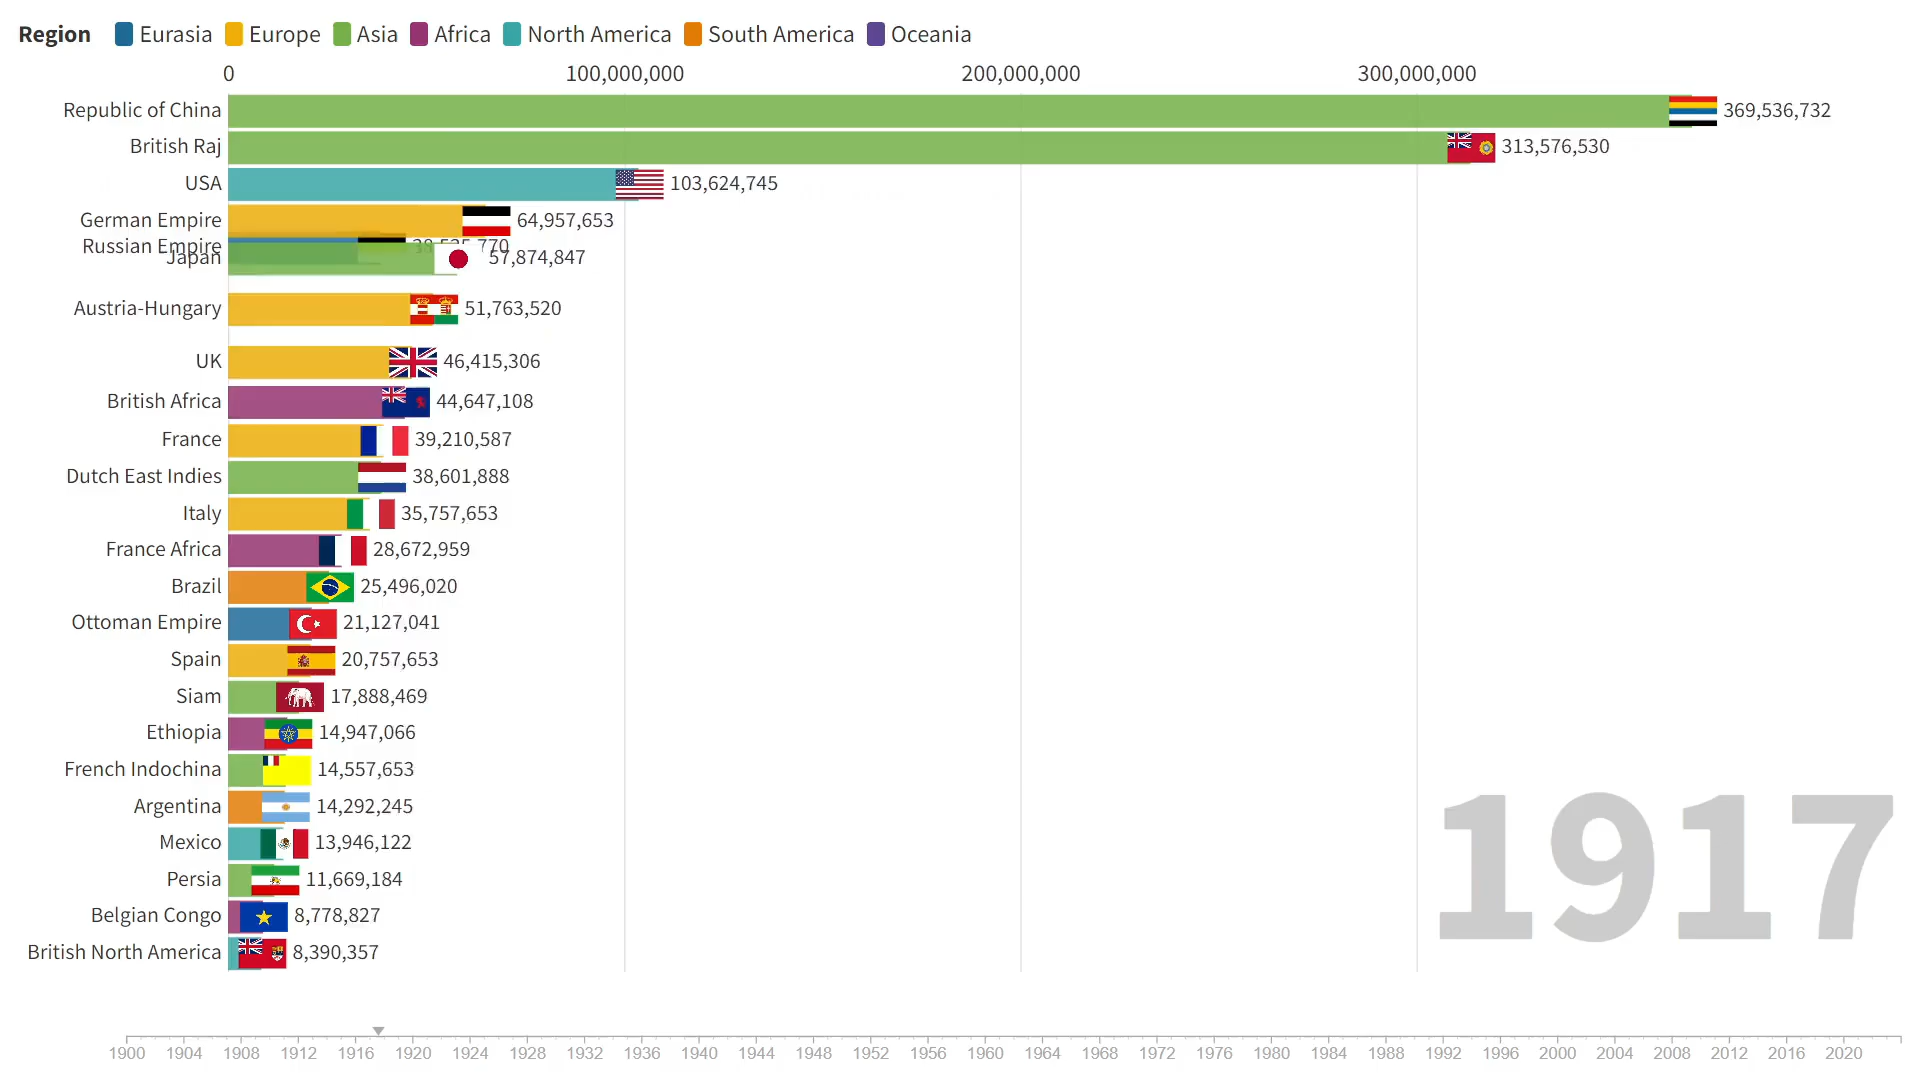 Region Eurasia Europe Asia Africa North America South America Oceania
0 100,000,000 200,000,000 300,000,000
Republic of China 369,536,732
British Raj 313,576,530
USA 103,624,745
German Empire 64,957,653
Russian Empire
Japan 57,874,847
Austria-Hungary 51,763,520
UK 46,415,306
British Africa 44,647,108
France 39,210,587
Dutch East Indies 38,601,888
Italy 35,757,653
France Africa 28,672,959
Brazil 25,496,020
Ottoman Empire 21,127,041
Spain 20,757,653
Siam 17,888,469
Ethiopia 14,947,066
French Indochina 14,557,653
Argentina 14,292,245
Mexico 13,946,122
Persia 11,669,184
Belgian Congo 8,778,827
British North America 8,390,357
1917
1900 1904 1908 1912 1916 1920 1924 1928 1932 1936 1940 1944 1948 1952 1956 1960 1964 1968 1972 1976 1980 1984 1988 1992 1996 2000 2004 2008 2012 2016 2020